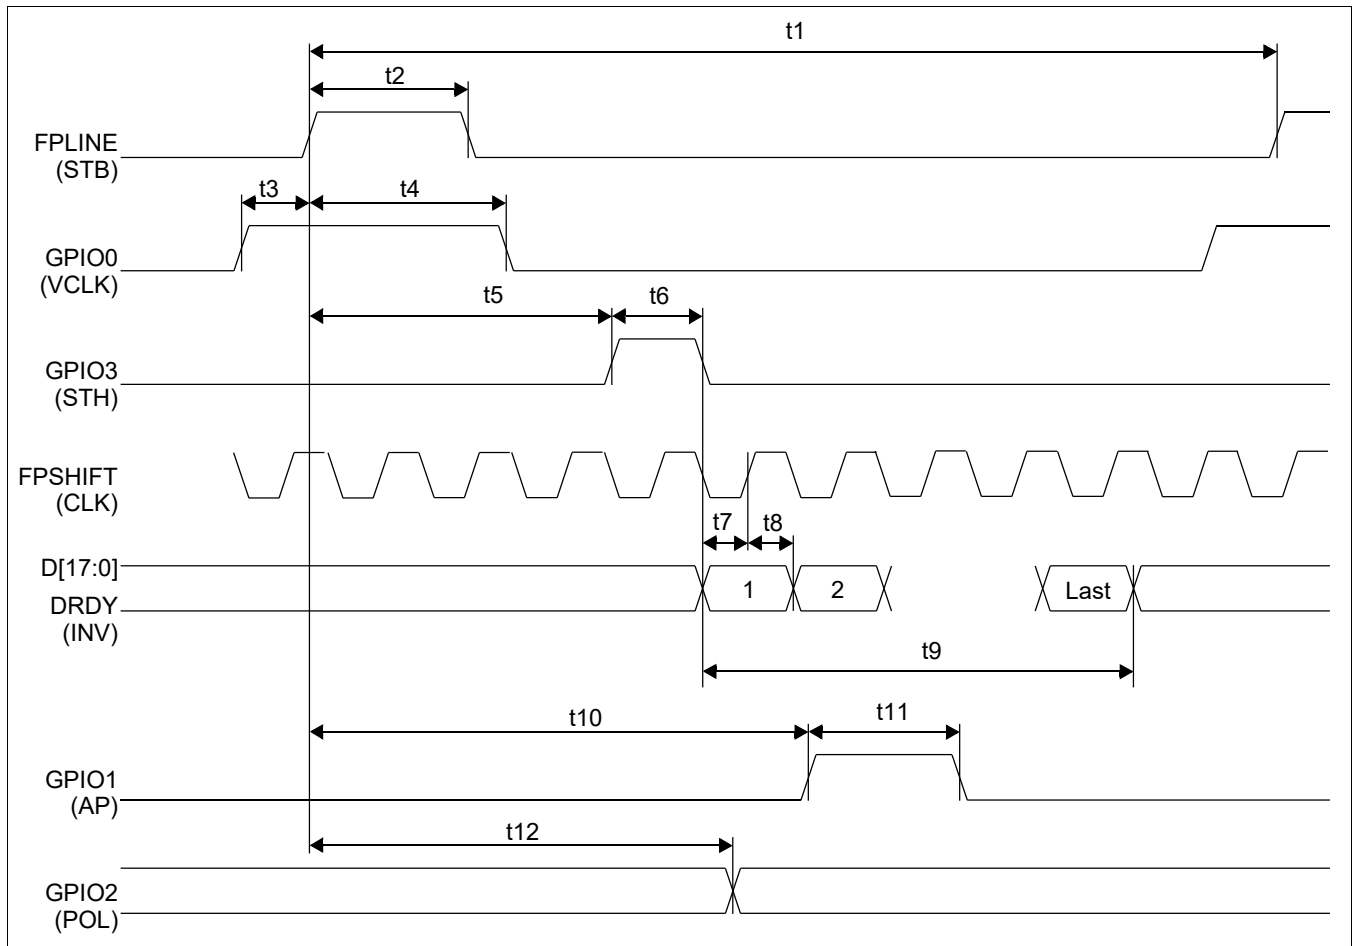 t1
t2
FPLINE
(STB)
t3
t4
GPIO0
(VCLK)
t5
t6
GPIO3
(STH)
FPSHIFT
(CLK)
t7
t8
D[17:0]
1
2
Last
DRDY
(INV)
t9
t10
t11
GPIO1
(AP)
t12
GPIO2
(POL)